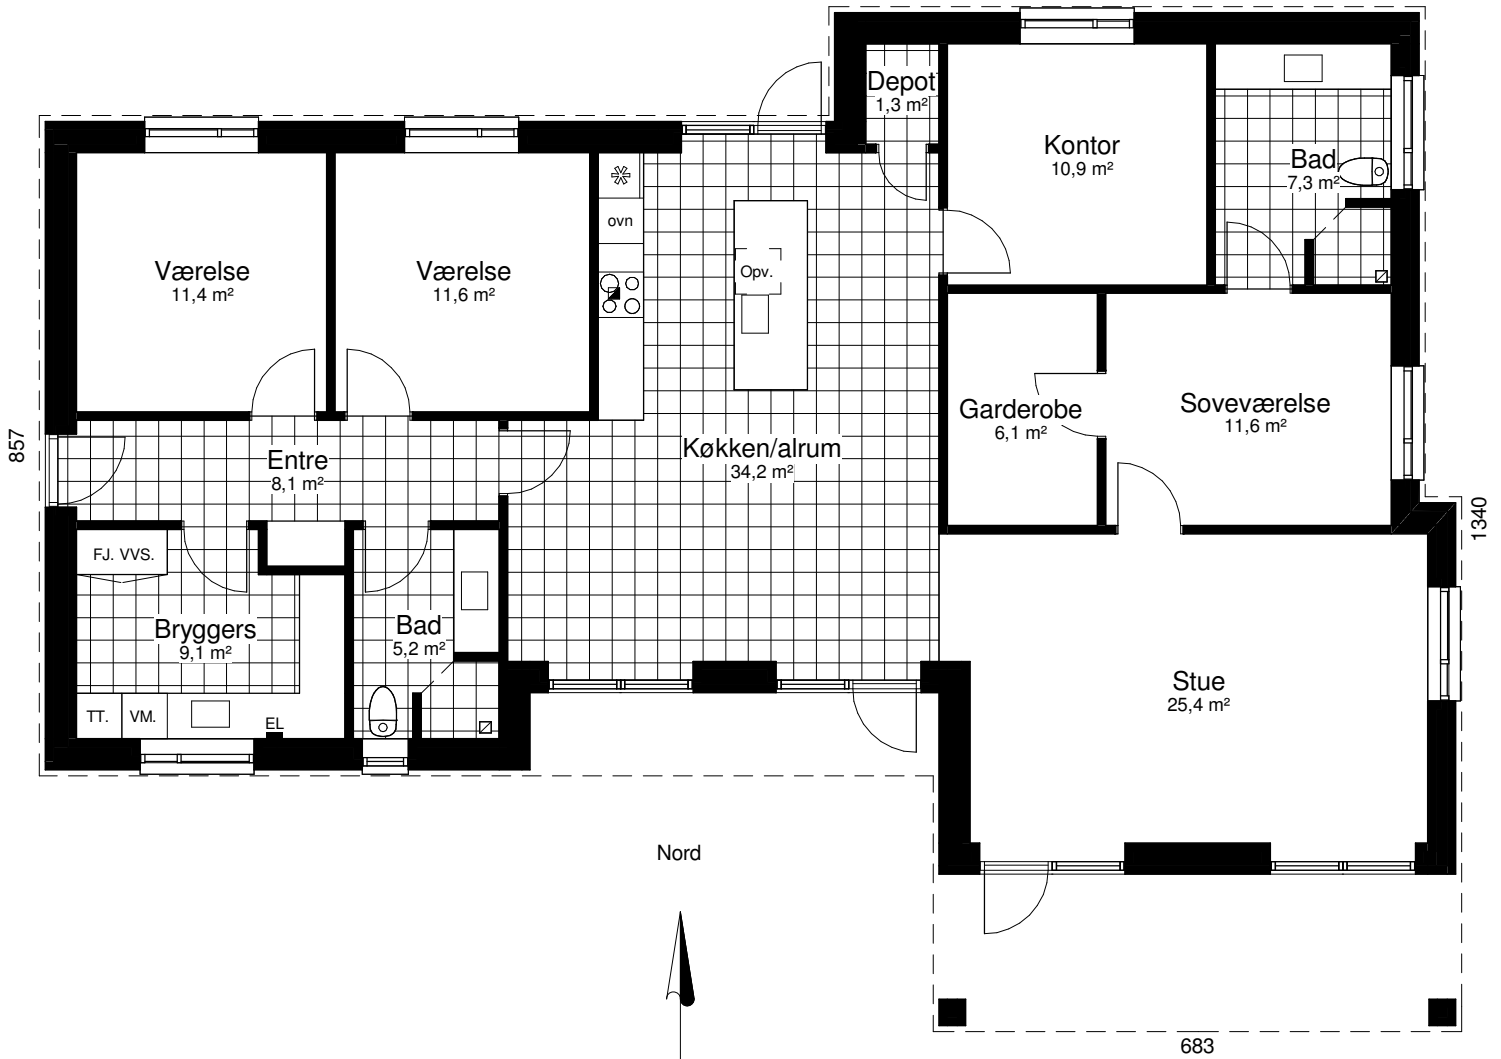 Depot
1,3 m²
Kontor
10,9 m²
Bad
7,3 m²
Værelse
11,4 m²
Værelse
11,6 m²
ovn
Opv.
Garderobe
6,1 m²
Soveværelse
11,6 m²
857
Entre
8,1 m²
Køkken/alrum
34,2 m²
1340
FJ. VVS.
Bryggers
9,1 m²
Bad
5,2 m²
Stue
25,4 m²
TT.
VM.
EL
Nord
683